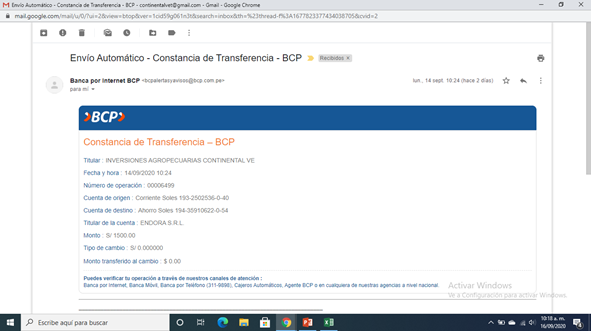 Envío Automático - Constancia de Transferencia - BCP - continentalvet@gmail.com - Gmail - Google Chrome
mail.google.com/mail/u/0/?ui=2&view=btop&ver=1cid59g061n3t&search=inbox&th=%23thread-f%3A1677823377434038705&cvid=2
Envío Automático - Constancia de Transferencia - BCP
Recibidos x
Banca por Internet BCP <bcpalertasyavisos@bcp.com.pe>
lun., 14 sept. 10:24 (hace 2 días)
para mí
BCP
Constancia de Transferencia – BCP
Titular : INVERSIONES AGROPECUARIAS CONTINENTAL VE
Fecha y hora : 14/09/2020 10:24
Número de operación : 00006499
Cuenta de origen : Corriente Soles 193-2502536-0-40
Cuenta de destino : Ahorro Soles 194-35910622-0-54
Titular de la cuenta : ENDORA S.R.L.
Monto : S/ 1500.00
Tipo de cambio : S/ 0.000000
Monto transferido al cambio : $ 0.00
Puedes verificar tu operación a través de nuestros canales de atención :
Banca por Internet, Banca Móvil, Banca por Teléfono (311-9898), Cajeros Automáticos, Agente BCP o en cualquiera de nuestras agencias a nivel nacional.
Activar Windows
Ve a Configuración para activar Windows.
Escribe aquí para buscar
10:18 a. m.
16/09/2020
4